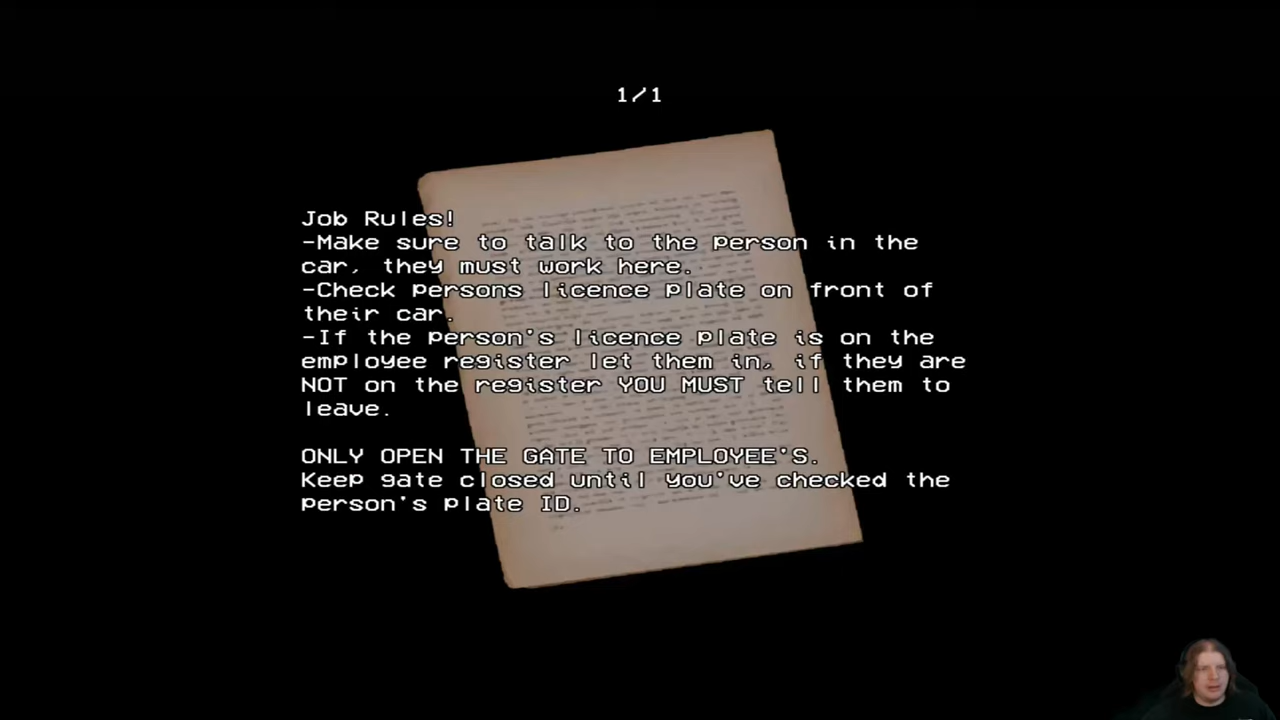 1/1
Job Rules!
-Make sure to talk to the person in the
car, they must work here.
-Check persons licence plate on front of
their car.
-If the person's licence plate is on the
employee register let them in, if they are
NOT on the register YOU MUST tell them to
leave.
ONLY OPEN THE GATE TO EMPLOYEE'S.
Keep gate closed until you've checked the
person's plate ID.